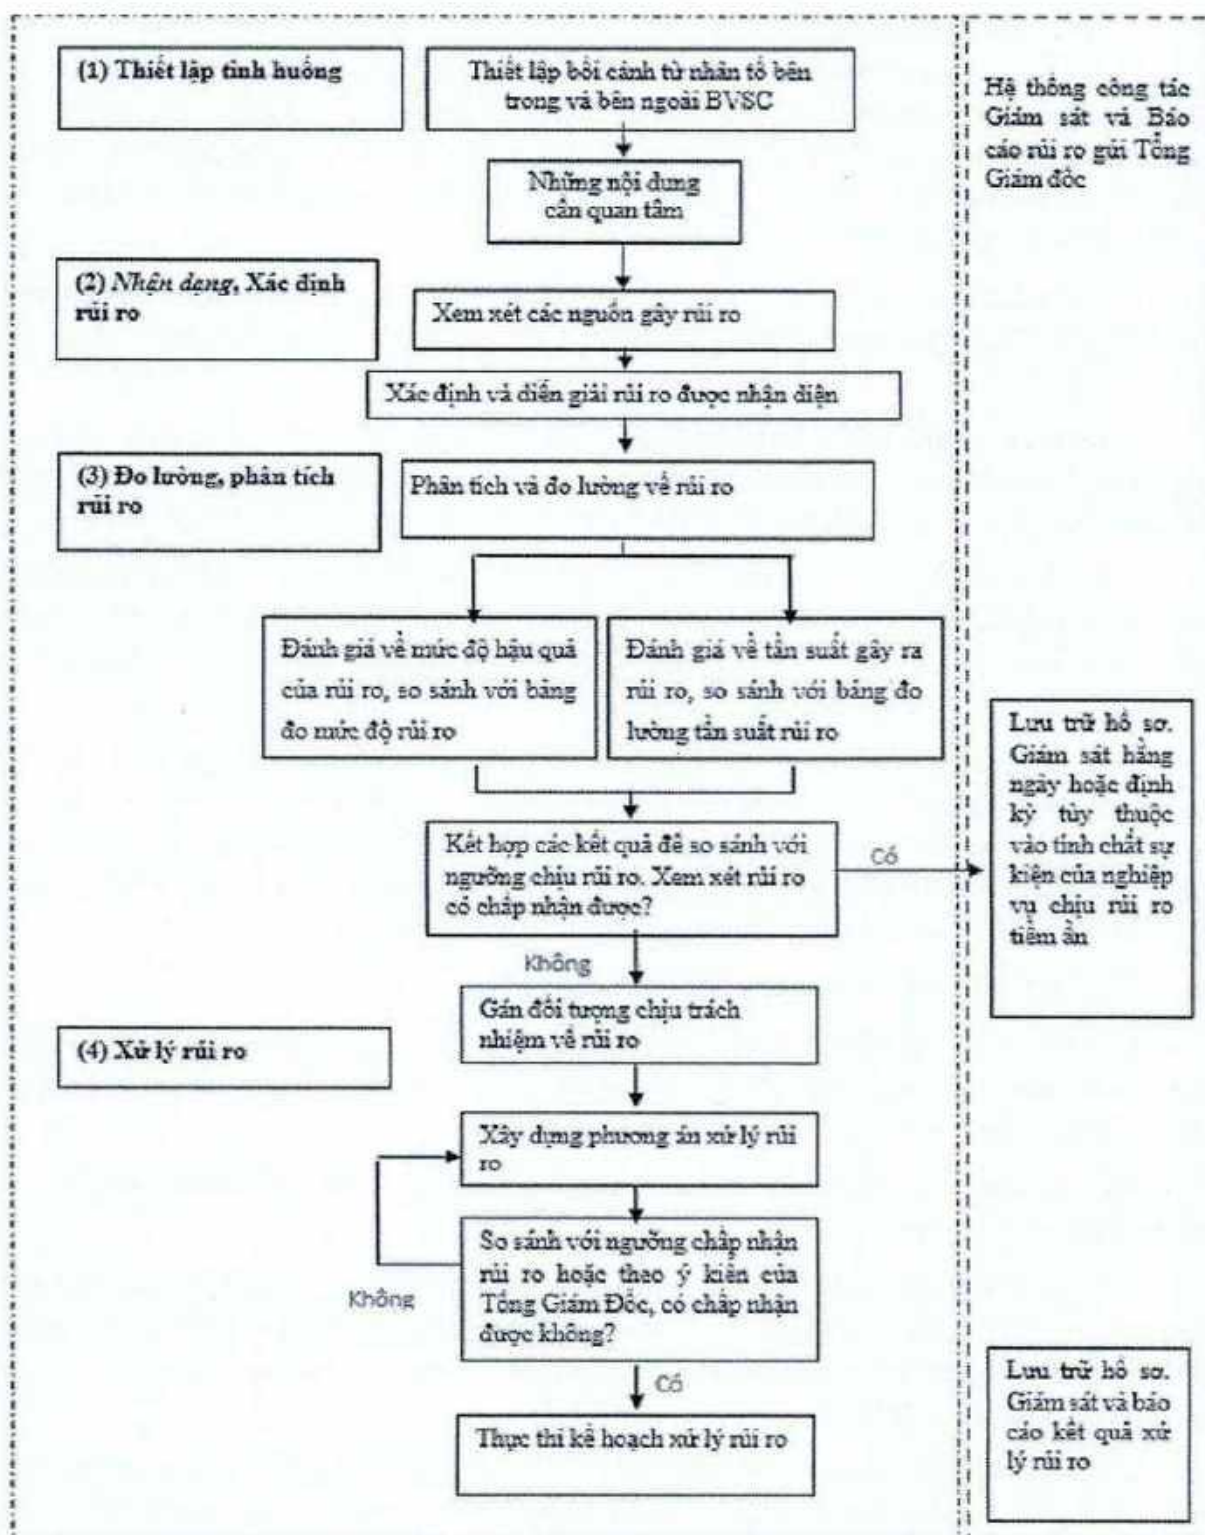 (1) Thiết lập tình huống
Thiết lập bối cảnh từ nhân tố bên
trong và bên ngoài BVSC
Hệ thống công tác
Giám sát và Báo
cáo rủi ro gửi Tổng
Giám đốc
Những nội dung
cần quan tâm
(2) Nhận dạng, Xác định
rủi ro
Xem xét các nguồn gây rủi ro
Xác định và diễn giải rủi ro được nhận diện
(3) Đo lường, phân tích
rủi ro
Phân tích và đo lường về rủi ro
Đánh giá về mức độ hậu quả
của rủi ro, so sánh với bảng
đo mức độ rủi ro
Đánh giá về tần suất gây ra
rủi ro, so sánh với bảng đo
lường tần suất rủi ro
Kết hợp các kết quả để so sánh với
ngưỡng chịu rủi ro. Xem xét rủi ro
có chấp nhận được?
Có
Lưu trữ hồ sơ.
Giám sát hằng
ngày hoặc định
kỳ tùy thuộc
vào tính chất sự
kiện của nghiệp
vụ chịu rủi ro
tiềm ẩn
Không
Gán đối tượng chịu trách
nhiệm về rủi ro
(4) Xử lý rủi ro
Xây dựng phương án xử lý rủi
ro
So sánh với ngưỡng chấp nhận
rủi ro hoặc theo ý kiến của
Tổng Giám Đốc, có chấp nhận
được không?
Không
Có
Thực thi kế hoạch xử lý rủi ro
Lưu trữ hồ sơ.
Giám sát và báo
cáo kết quả xử
lý rủi ro